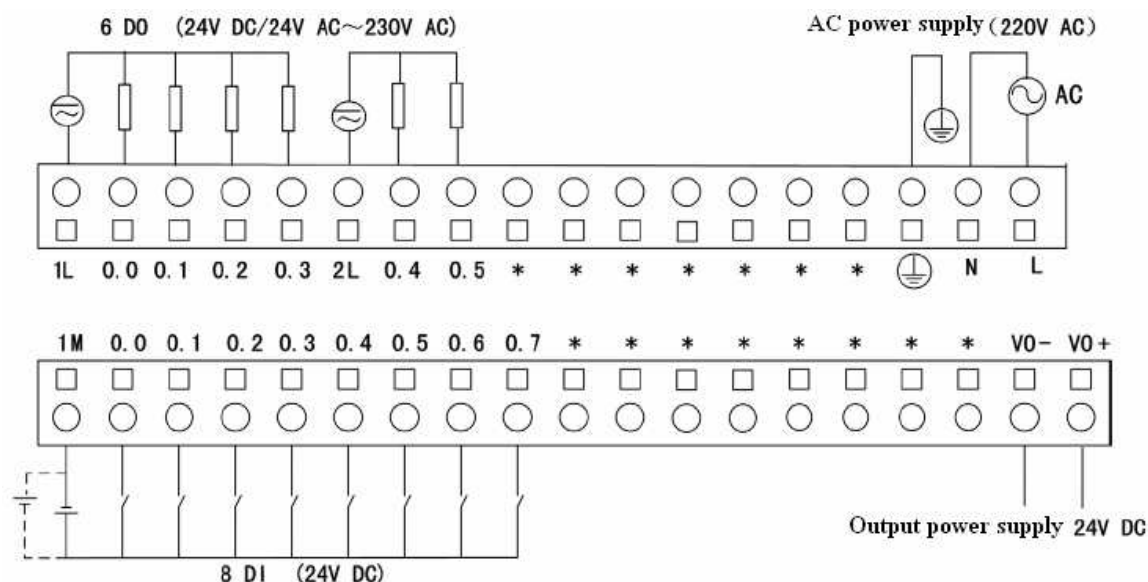 6 DO (24V DC/24V AC～230V AC)
AC power supply (220V AC)
AC
1L 0.0 0.1 0.2 0.3 2L 0.4 0.5 * * * * * * * N L
1M 0.0 0.1 0.2 0.3 0.4 0.5 0.6 0.7 * * * * * * * * VO- VO+
Output power supply 24V DC
8 DI (24V DC)